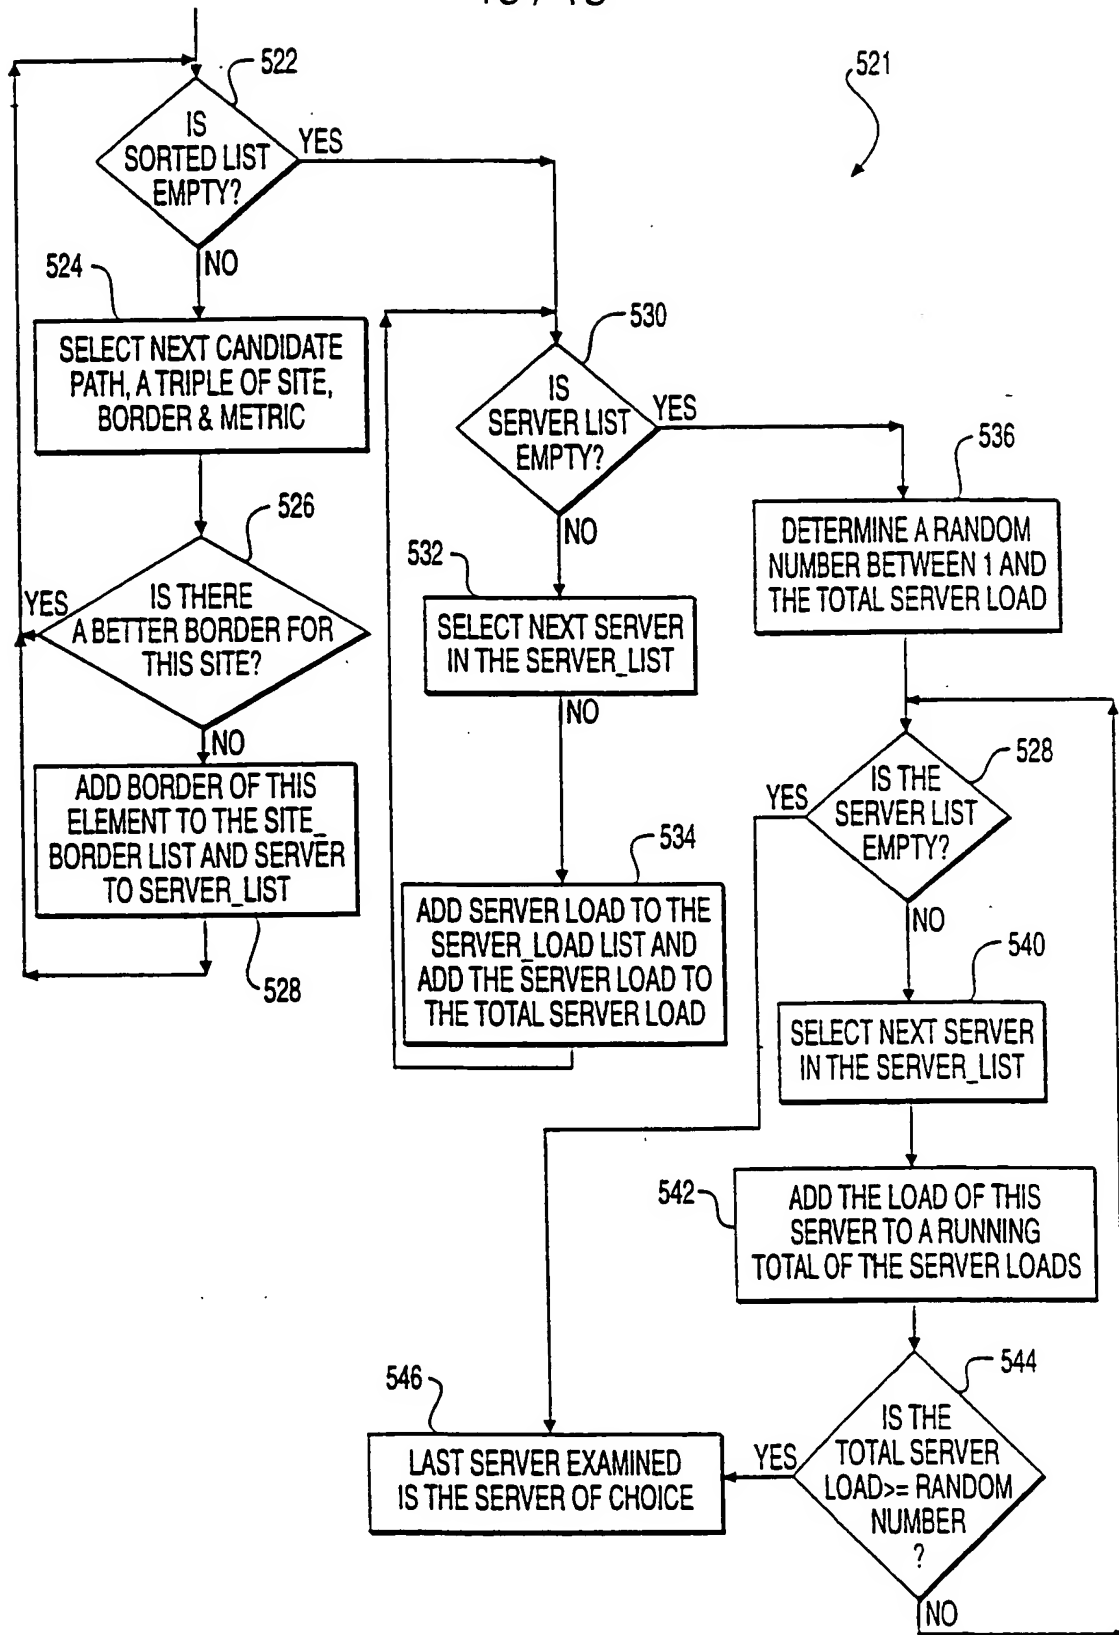 522
521
IS
SORTED LIST
EMPTY?
YES
NO
524
SELECT NEXT CANDIDATE
PATH, A TRIPLE OF SITE,
BORDER & METRIC
526
IS THERE
A BETTER BORDER FOR
THIS SITE?
YES
NO
ADD BORDER OF THIS
ELEMENT TO THE SITE_
BORDER LIST AND SERVER
TO SERVER_LIST
528
530
IS
SERVER LIST
EMPTY?
YES
NO
532
SELECT NEXT SERVER
IN THE SERVER_LIST
NO
534
ADD SERVER LOAD TO THE
SERVER_LOAD LIST AND
ADD THE SERVER LOAD TO
THE TOTAL SERVER LOAD
536
DETERMINE A RANDOM
NUMBER BETWEEN 1 AND
THE TOTAL SERVER LOAD
528
IS THE
SERVER LIST
EMPTY?
YES
NO
540
SELECT NEXT SERVER
IN THE SERVER_LIST
542
ADD THE LOAD OF THIS
SERVER TO A RUNNING
TOTAL OF THE SERVER LOADS
544
IS THE
TOTAL SERVER
LOAD>= RANDOM
NUMBER
?
YES
NO
546
LAST SERVER EXAMINED
IS THE SERVER OF CHOICE